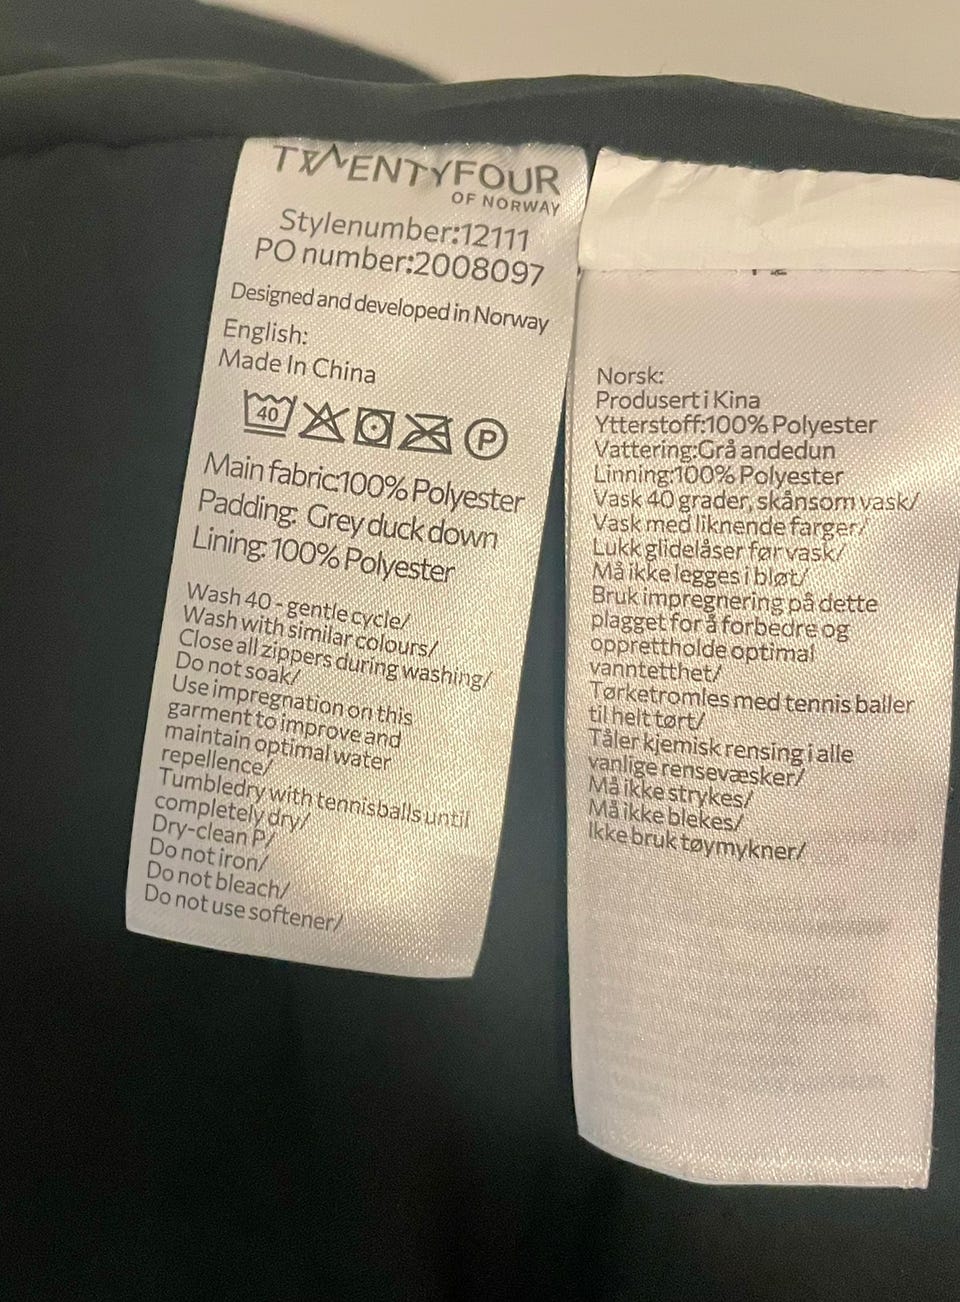 TWENTYFOUR
OF NORWAY
Stylenumber:12111
PO number:2008097
Designed and developed in Norway
English:
Made In China
40 P
Main fabric:100% Polyester
Padding: Grey duck down
Lining: 100% Polyester
Wash 40 - gentle cycle/
Wash with similar colours/
Close all zippers during washing/
Do not soak/
Use impregnation on this
garment to improve and
maintain optimal water
repellence/
Tumbledry with tennisballs until
completely dry/
Dry-clean P/
Do not iron/
Do not bleach/
Do not use softener/
Norsk:
Produsert i Kina
Ytterstoff:100% Polyester
Vattering:Grå andedun
Linning:100% Polyester
Vask 40 grader, skånsom vask/
Vask med liknende farger/
Lukk glidelåser før vask/
Må ikke legges i bløt/
Bruk impregnering på dette
plagget for å forbedre og
opprettholde optimal
vanntetthet/
Tørketromles med tennis baller
til helt tørt/
Tåler kjemisk rensing i alle
vanlige rensevæsker/
Må ikke strykes/
Må ikke blekes/
Ikke bruk tøymykner/